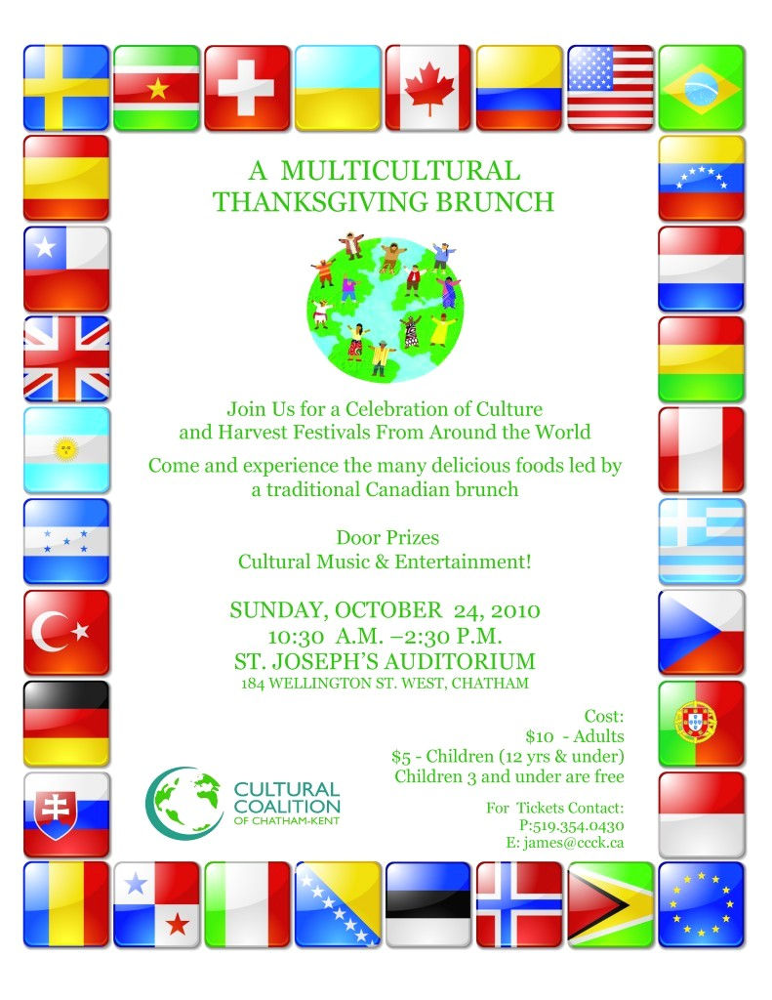 A MULTICULTURAL
THANKSGIVING BRUNCH
Join Us for a Celebration of Culture
and Harvest Festivals From Around the World
Come and experience the many delicious foods led by
a traditional Canadian brunch
Door Prizes
Cultural Music & Entertainment!
SUNDAY, OCTOBER 24, 2010
10:30 A.M. –2:30 P.M.
ST. JOSEPH'S AUDITORIUM
184 WELLINGTON ST. WEST, CHATHAM
Cost:
$10 - Adults
$5 - Children (12 yrs & under)
Children 3 and under are free
CULTURAL
COALITION
OF CHATHAM-KENT
For Tickets Contact:
P:519.354.0430
E: james@ccck.ca